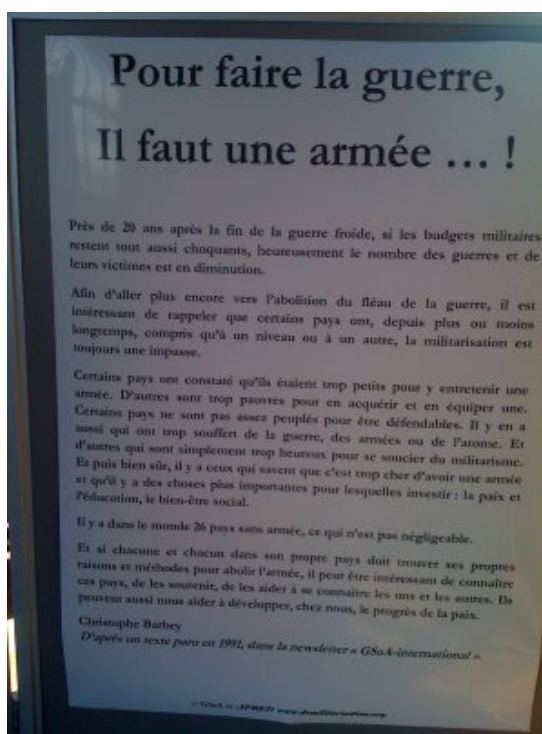 Pour faire la guerre,
Il faut une armée … !
Près de 20 ans après la fin de la guerre froide, si les budgets militaires
restent tout aussi choquants, heureusement le nombre des guerres et de
leurs victimes est en diminution.
Afin d'aller plus encore vers l'abolition du fléau de la guerre, il est
intéressant de rappeler que certains pays ont, depuis plus ou moins
longtemps, compris qu'à un niveau ou à un autre, la militarisation est
toujours une impasse.
Certains pays ont constaté qu'ils étaient trop petits pour y entretenir une
armée. D'autres sont trop pauvres pour en acquérir et en équiper une.
Certains pays ne sont pas assez peuplés pour être défendables. Il y en a
aussi qui ont trop souffert de la guerre, des armées ou de l'atome. Et
d'autres qui sont simplement trop heureux pour se soucier du militarisme.
Et puis bien sûr, il y a ceux qui savent que c'est trop cher d'avoir une armée
et qu'il y a des choses plus importantes pour lesquelles investir : la paix et
l'éducation, le bien-être social.
Il y a dans le monde 26 pays sans armée, ce qui n'est pas négligeable.
Et si chacune et chacun dans son propre pays doit trouver ses propres
raisons et méthodes pour abolir l'armée, il peut être intéressant de connaître
ces pays, de les soutenir, de les aider à se connaître les uns et les autres. Ils
peuvent aussi nous aider à développer, chez nous, le progrès de la paix.
Christophe Barbey
D'après un texte paru en 1991, dans la newsletter « GSoA-international ».
GSoA et APRED www.demilitarisation.org